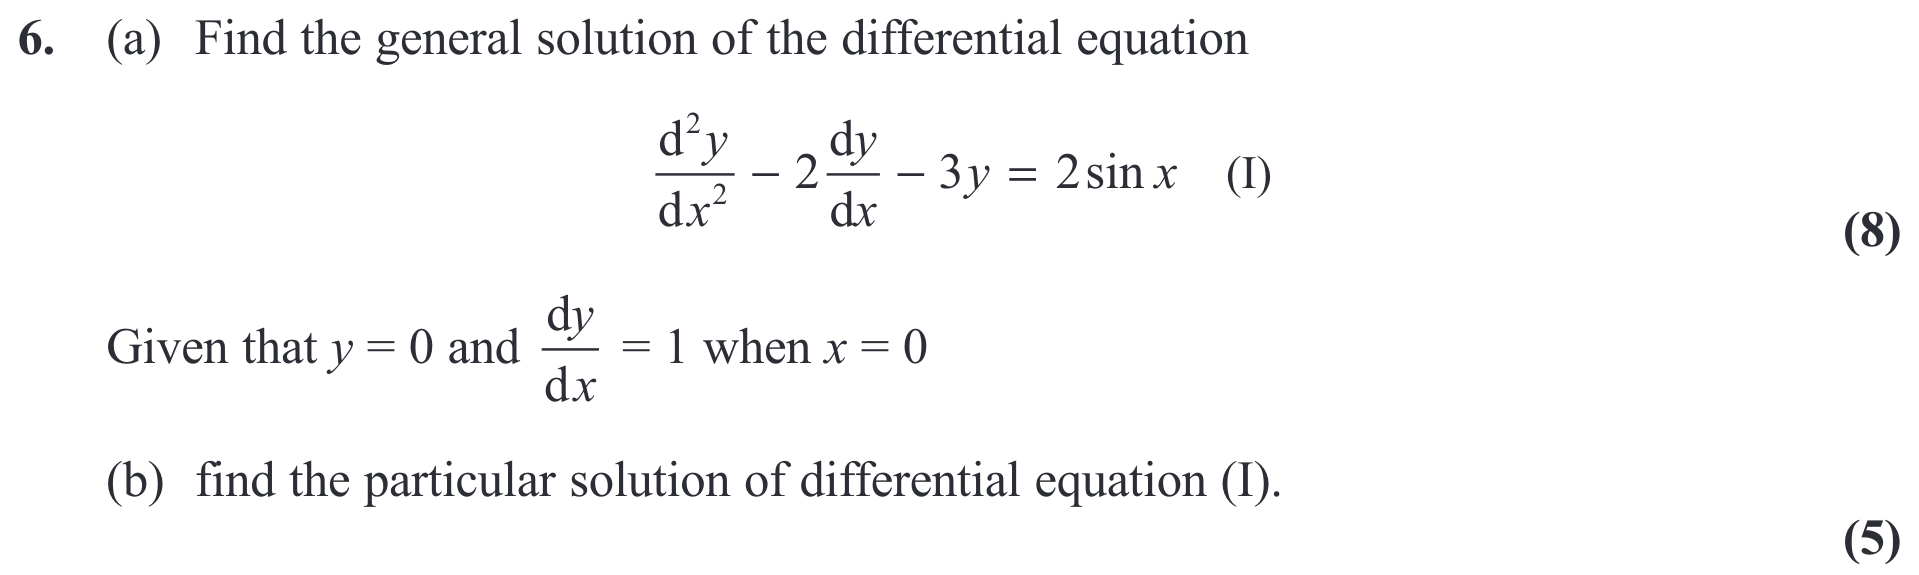 6. (a) Find the general solution of the differential equation
d²y/dx² − 2 dy/dx − 3y = 2 sin x (I)
(8)
Given that y = 0 and dy/dx = 1 when x = 0
(b) find the particular solution of differential equation (I).
(5)